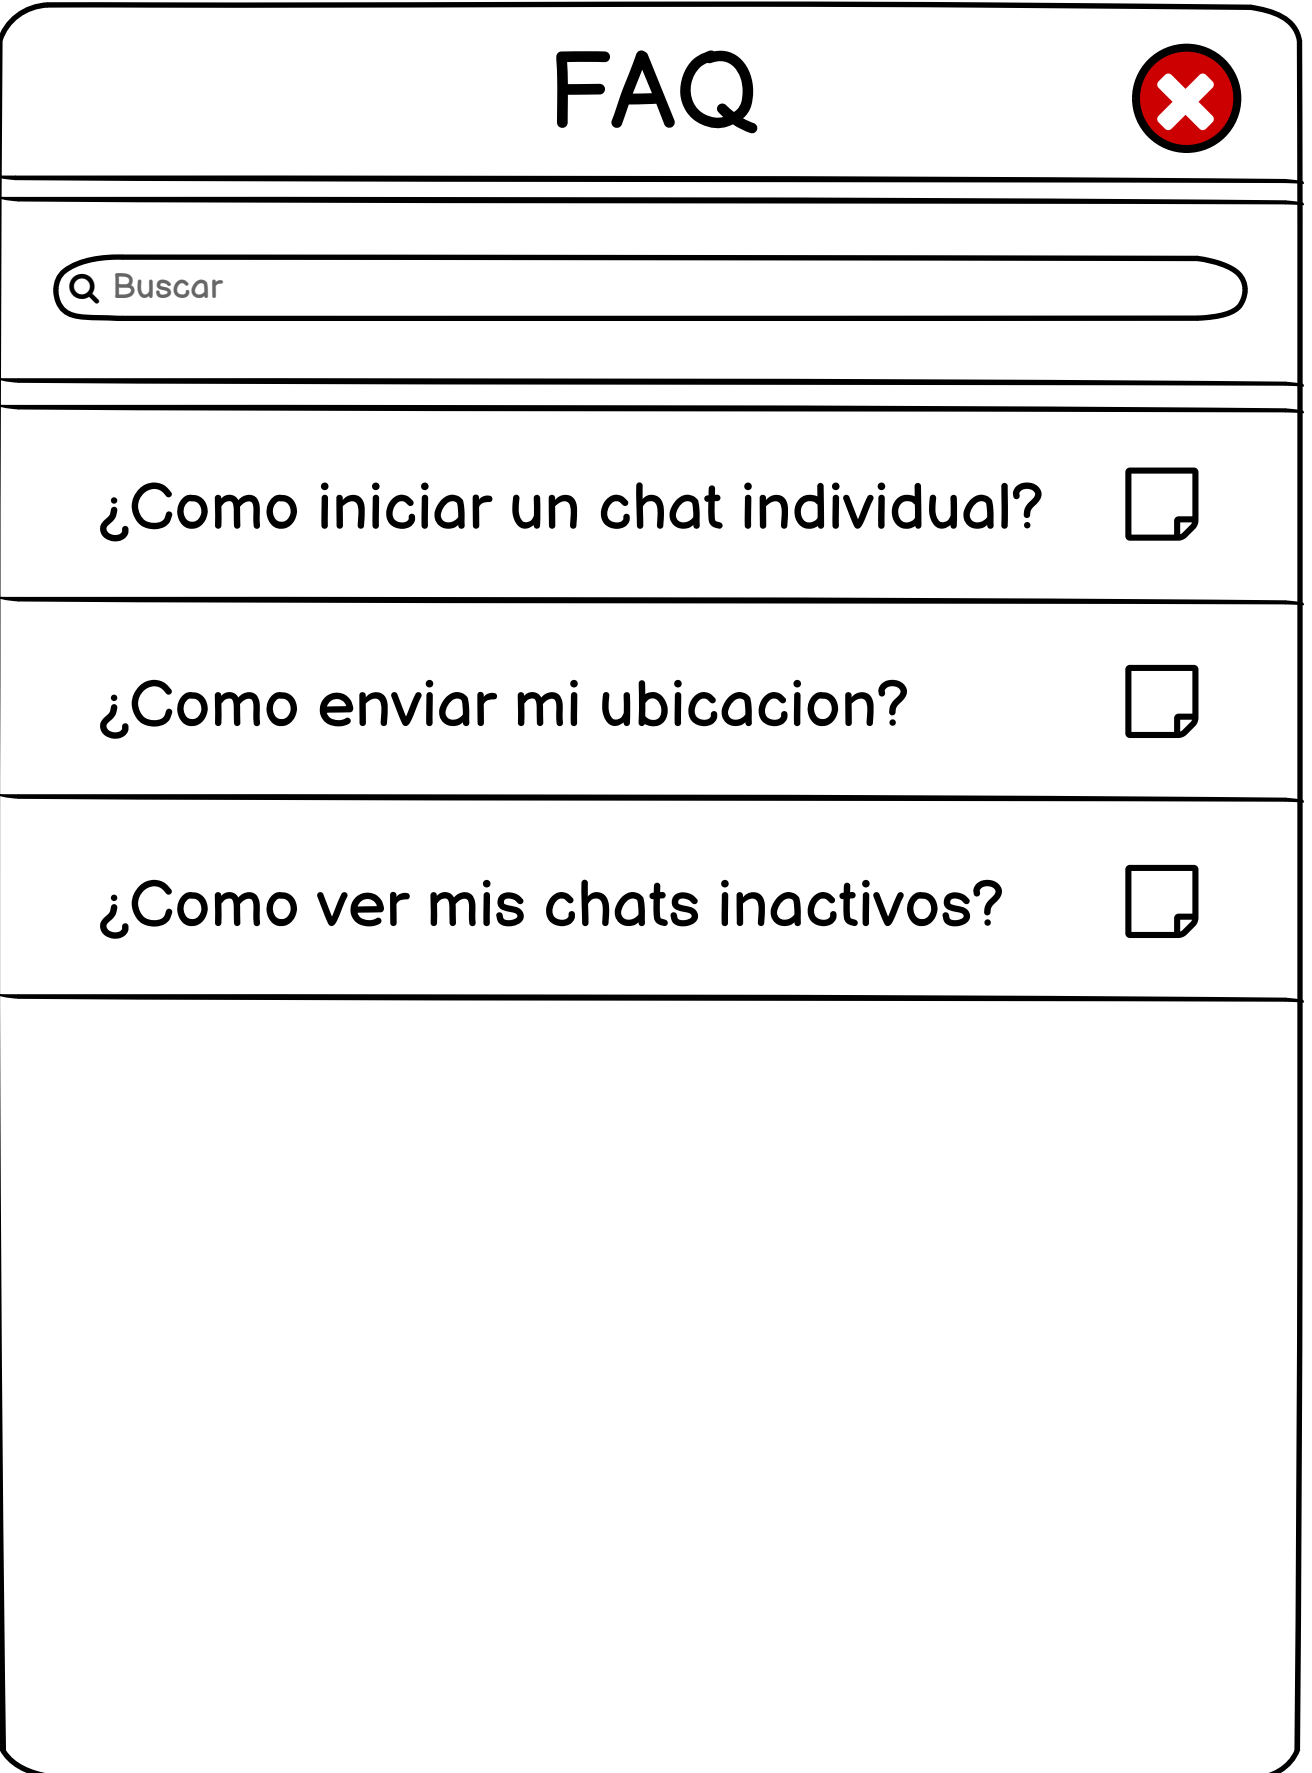 FAQ
Buscar
¿Como iniciar un chat individual?
¿Como enviar mi ubicacion?
¿Como ver mis chats inactivos?